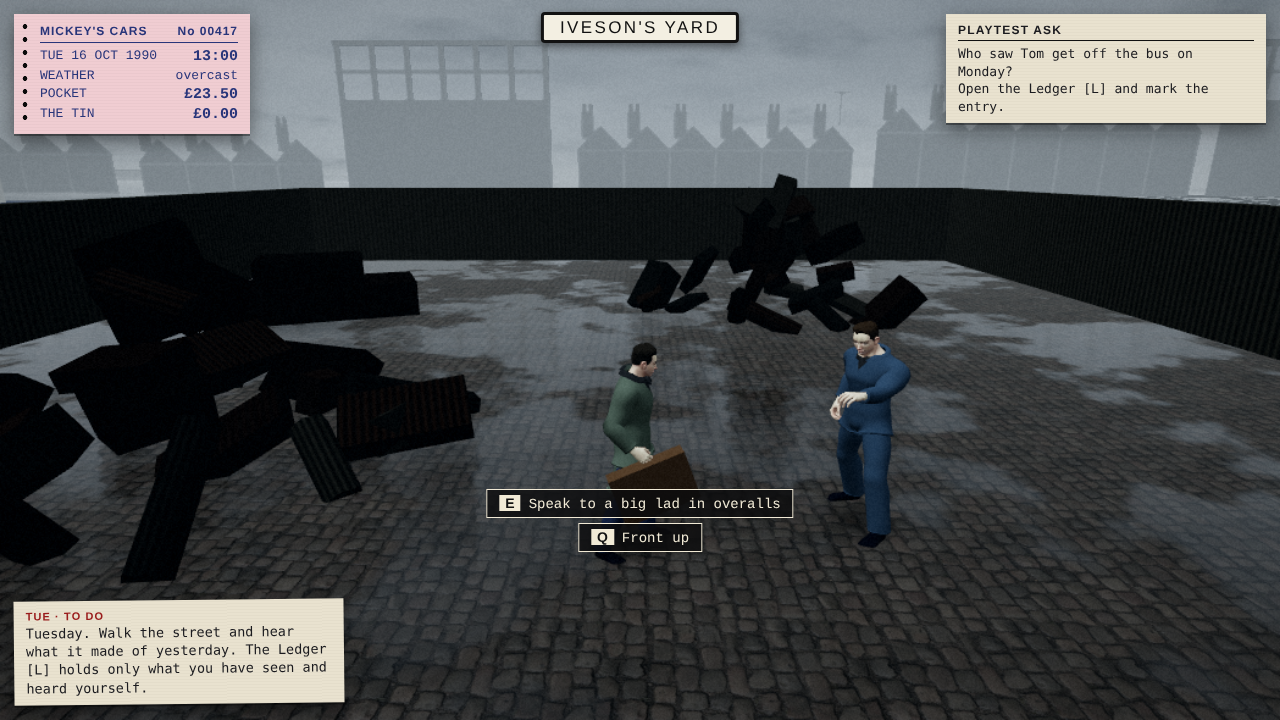 MICKEY'S CARS No 00417
TUE 16 OCT 1990 13:00
WEATHER overcast
POCKET £23.50
THE TIN £0.00
IVESON'S YARD
PLAYTEST ASK
Who saw Tom get off the bus on
Monday?
Open the Ledger [L] and mark the
entry.
E Speak to a big lad in overalls
Q Front up
TUE · TO DO
Tuesday. Walk the street and hear
what it made of yesterday. The Ledger
[L] holds only what you have seen and
heard yourself.